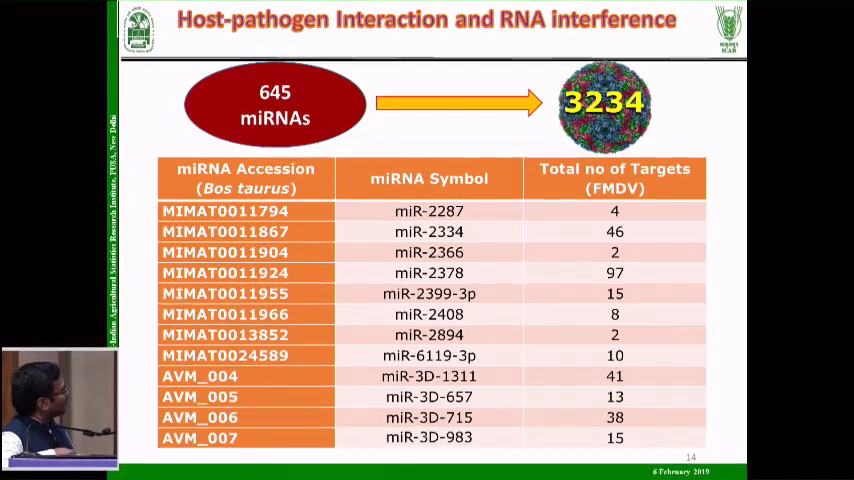 Host-pathogen Interaction and RNA interference
645
miRNAs
3234
miRNA Accession
(Bos taurus)
miRNA Symbol
Total no of Targets
(FMDV)
MIMAT0011794 miR-2287 4
MIMAT0011867 miR-2334 46
MIMAT0011904 miR-2366 2
MIMAT0011924 miR-2378 97
MIMAT0011955 miR-2399-3p 15
MIMAT0011966 miR-2408 8
MIMAT0013852 miR-2894 2
MIMAT0024589 miR-6119-3p 10
AVM_004 miR-3D-1311 41
AVM_005 miR-3D-657 13
AVM_006 miR-3D-715 38
AVM_007 miR-3D-983 15
14
6 February 2019
-Indian Agricultural Statistics Research Institute, PUSA, New Delhi
ICAR